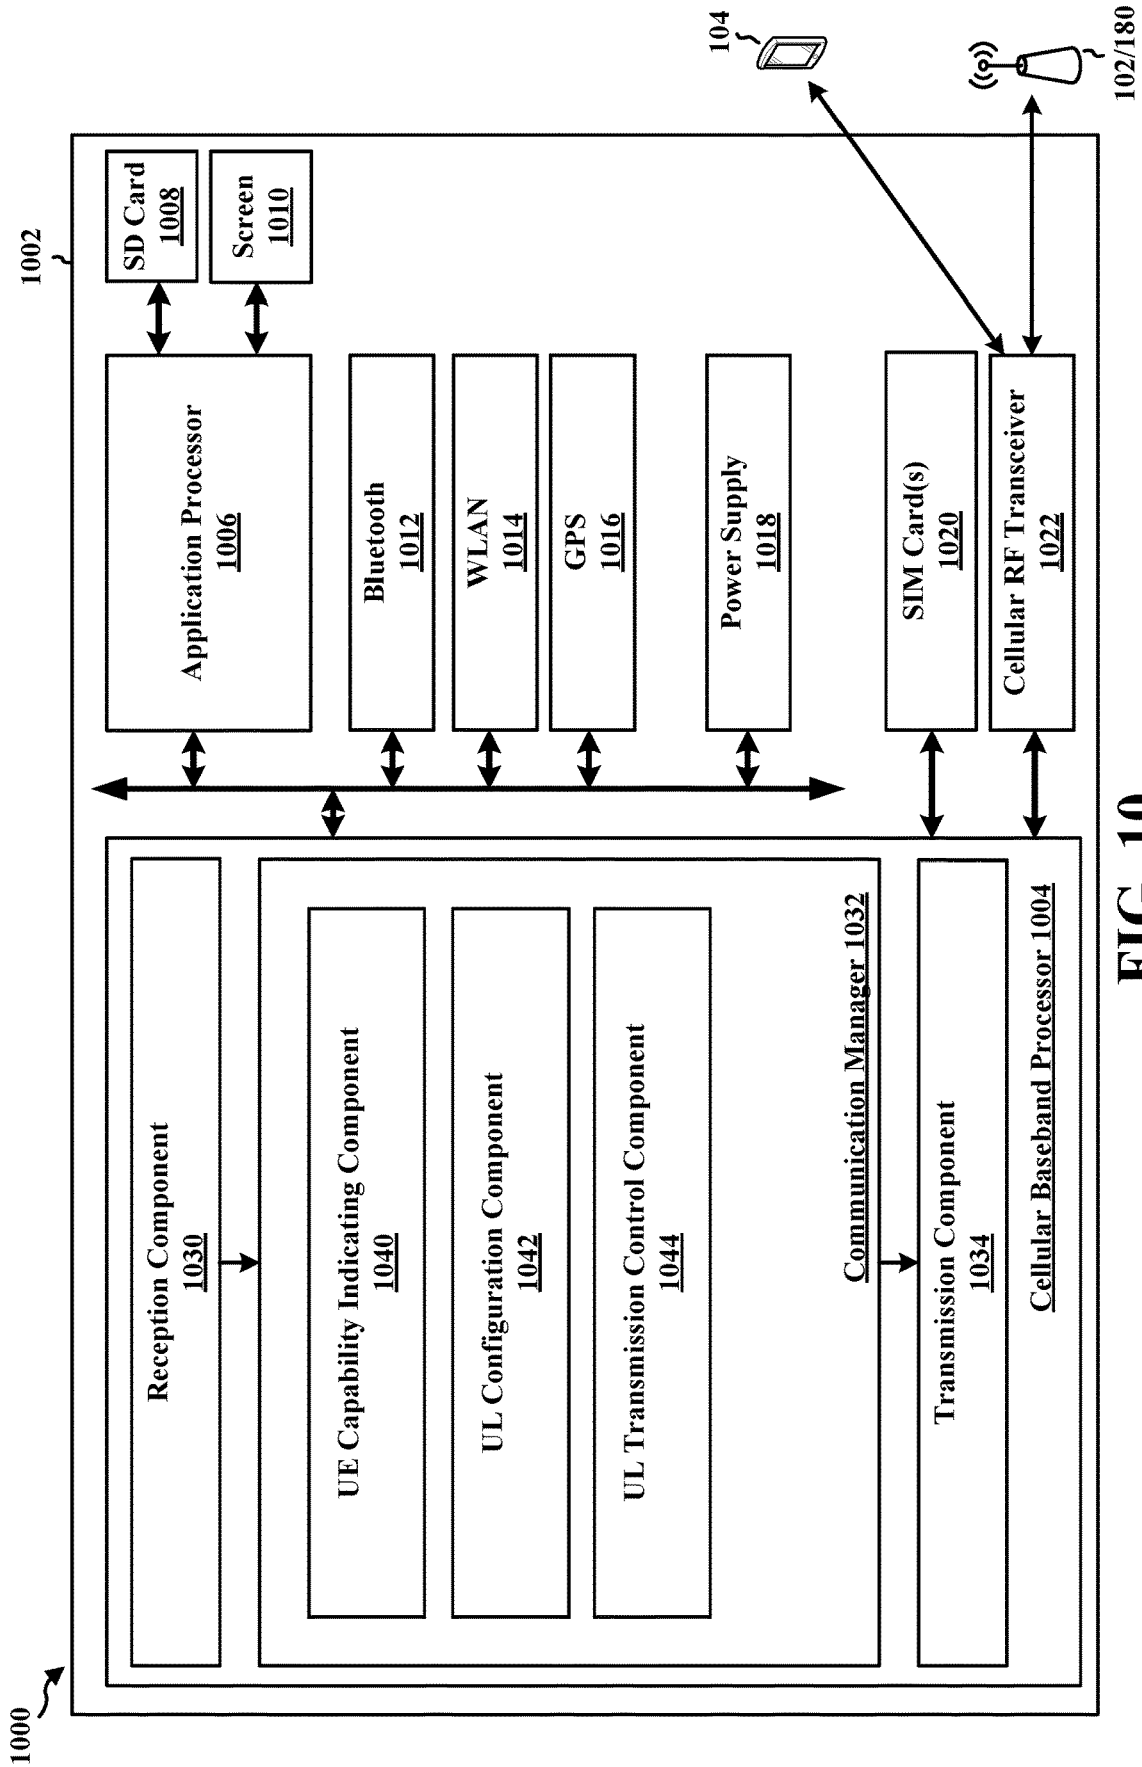 1000
1002
Reception Component
1030
UE Capability Indicating Component
1040
UL Configuration Component
1042
UL Transmission Control Component
1044
Communication Manager 1032
Transmission Component
1034
Cellular Baseband Processor 1004
Application Processor
1006
SD Card
1008
Screen
1010
Bluetooth
1012
WLAN
1014
GPS
1016
Power Supply
1018
SIM Card(s)
1020
Cellular RF Transceiver
1022
104
102/180
FIG. 10